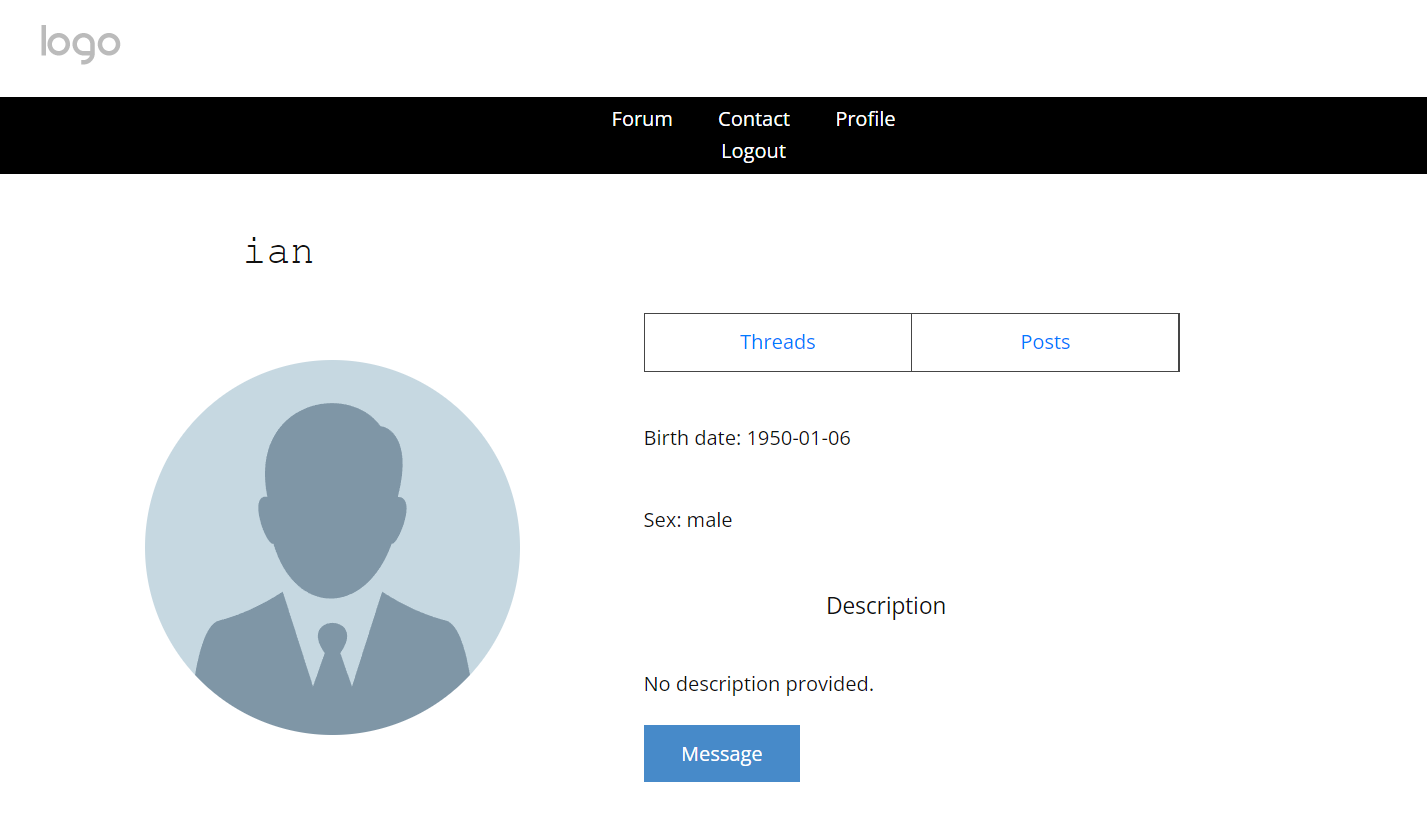 logo
Forum Contact Profile
Logout
ian
Threads Posts
Birth date: 1950-01-06
Sex: male
Description
No description provided.
Message